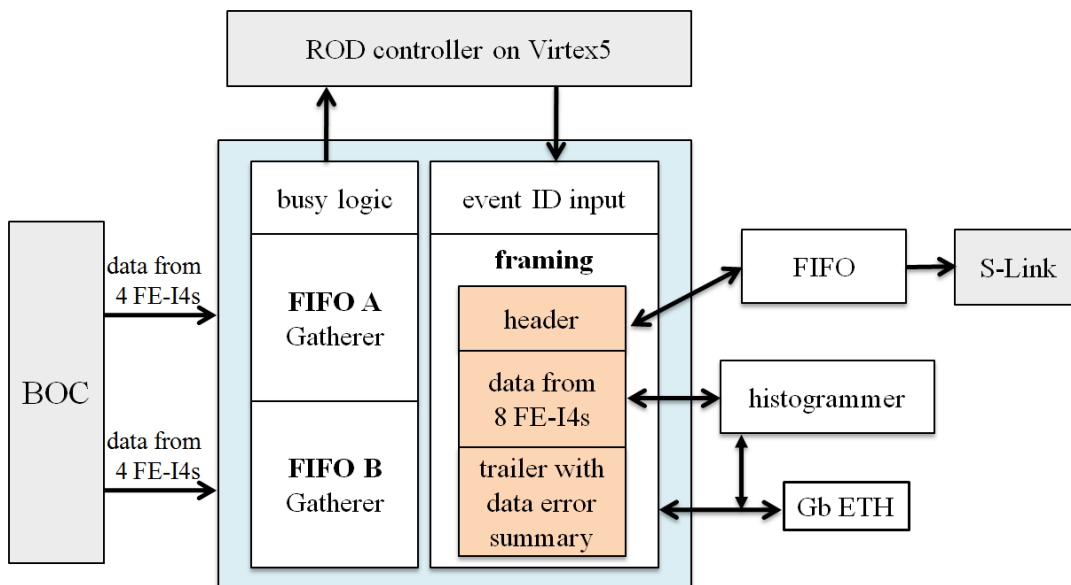 ROD controller on Virtex5
busy logic
event ID input
data from
4 FE-I4s
BOC
data from
4 FE-I4s
FIFO A
Gatherer
FIFO B
Gatherer
framing
header
data from
8 FE-I4s
trailer with
data error
summary
FIFO
S-Link
histogrammer
Gb ETH